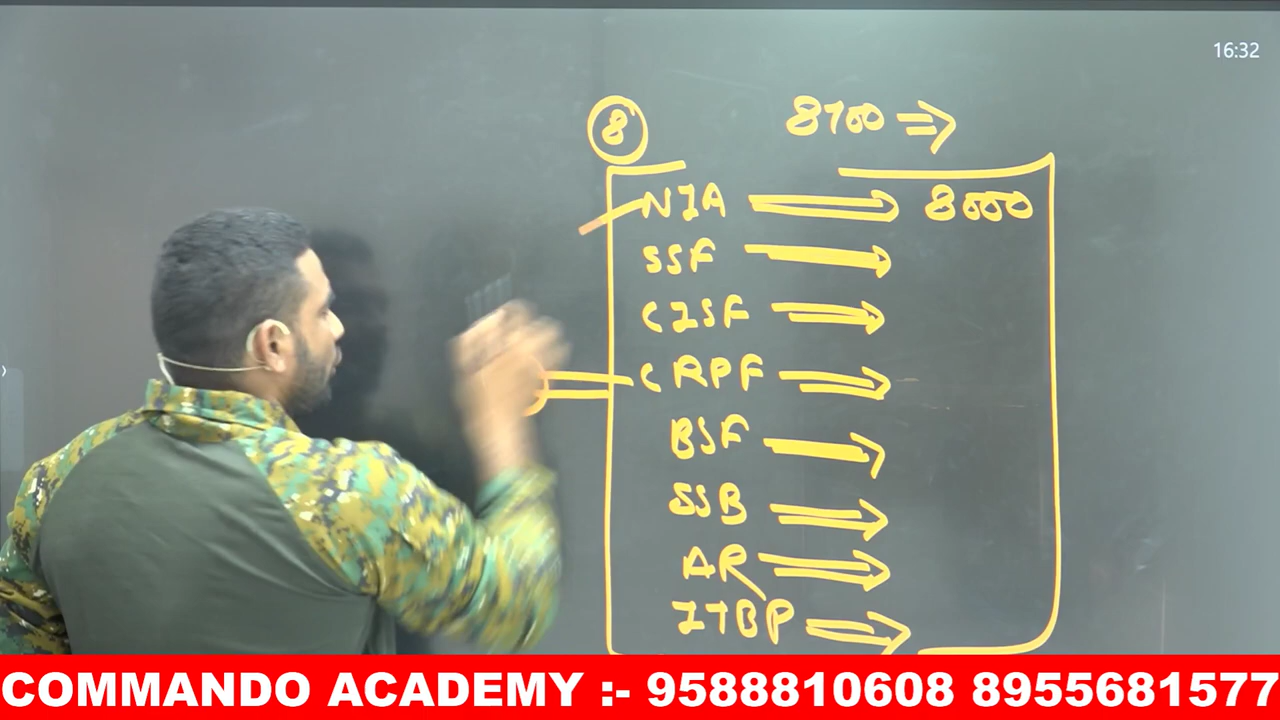 16:32
8 8700 ⇒
NIA ⇒ 8000
SSF ⇒
CISF ⇒
CRPF ⇒
BSF ⇒
SSB ⇒
AR ⇒
ITBP ⇒
COMMANDO ACADEMY :- 9588810608 8955681577